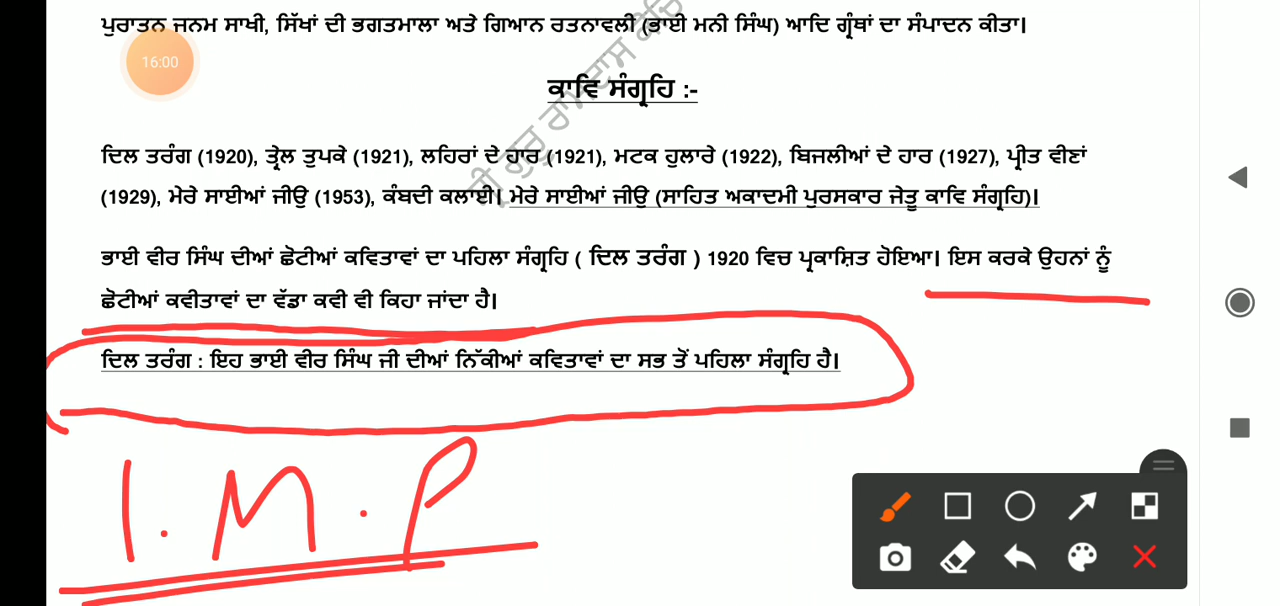 ਪੁਰਾਤਨ ਜਨਮ ਸਾਖੀ, ਸਿੱਖਾਂ ਦੀ ਭਗਤਮਾਲਾ ਅਤੇ ਗਿਆਨ ਰਤਨਾਵਲੀ (ਭਾਈ ਮਨੀ ਸਿੰਘ) ਆਦਿ ਗ੍ਰੰਥਾਂ ਦਾ ਸੰਪਾਦਨ ਕੀਤਾ।
16:00
ਕਾਵਿ ਸੰਗ੍ਰਹਿ :-
ਸ੍ਰੀ ਗੁਰੂ ਰਾਮਦਾਸ
ਦਿਲ ਤਰੰਗ (1920), ਤ੍ਰੇਲ ਤੁਪਕੇ (1921), ਲਹਿਰਾਂ ਦੇ ਹਾਰ (1921), ਮਟਕ ਹੁਲਾਰੇ (1922), ਬਿਜਲੀਆਂ ਦੇ ਹਾਰ (1927), ਪ੍ਰੀਤ ਵੀਣਾਂ
(1929), ਮੇਰੇ ਸਾਈਆਂ ਜੀਉ (1953), ਕੰਬਦੀ ਕਲਾਈ। ਮੇਰੇ ਸਾਈਆਂ ਜੀਉ (ਸਾਹਿਤ ਅਕਾਦਮੀ ਪੁਰਸਕਾਰ ਜੇਤੂ ਕਾਵਿ ਸੰਗ੍ਰਹਿ)।
ਭਾਈ ਵੀਰ ਸਿੰਘ ਦੀਆਂ ਛੋਟੀਆਂ ਕਵਿਤਾਵਾਂ ਦਾ ਪਹਿਲਾ ਸੰਗ੍ਰਹਿ ( ਦਿਲ ਤਰੰਗ ) 1920 ਵਿਚ ਪ੍ਰਕਾਸ਼ਿਤ ਹੋਇਆ। ਇਸ ਕਰਕੇ ਉਹਨਾਂ ਨੂੰ
ਛੋਟੀਆਂ ਕਵੀਤਾਵਾਂ ਦਾ ਵੱਡਾ ਕਵੀ ਵੀ ਕਿਹਾ ਜਾਂਦਾ ਹੈ।
ਦਿਲ ਤਰੰਗ : ਇਹ ਭਾਈ ਵੀਰ ਸਿੰਘ ਜੀ ਦੀਆਂ ਨਿੱਕੀਆਂ ਕਵਿਤਾਵਾਂ ਦਾ ਸਭ ਤੋਂ ਪਹਿਲਾ ਸੰਗ੍ਰਹਿ ਹੈ।
I. M. P